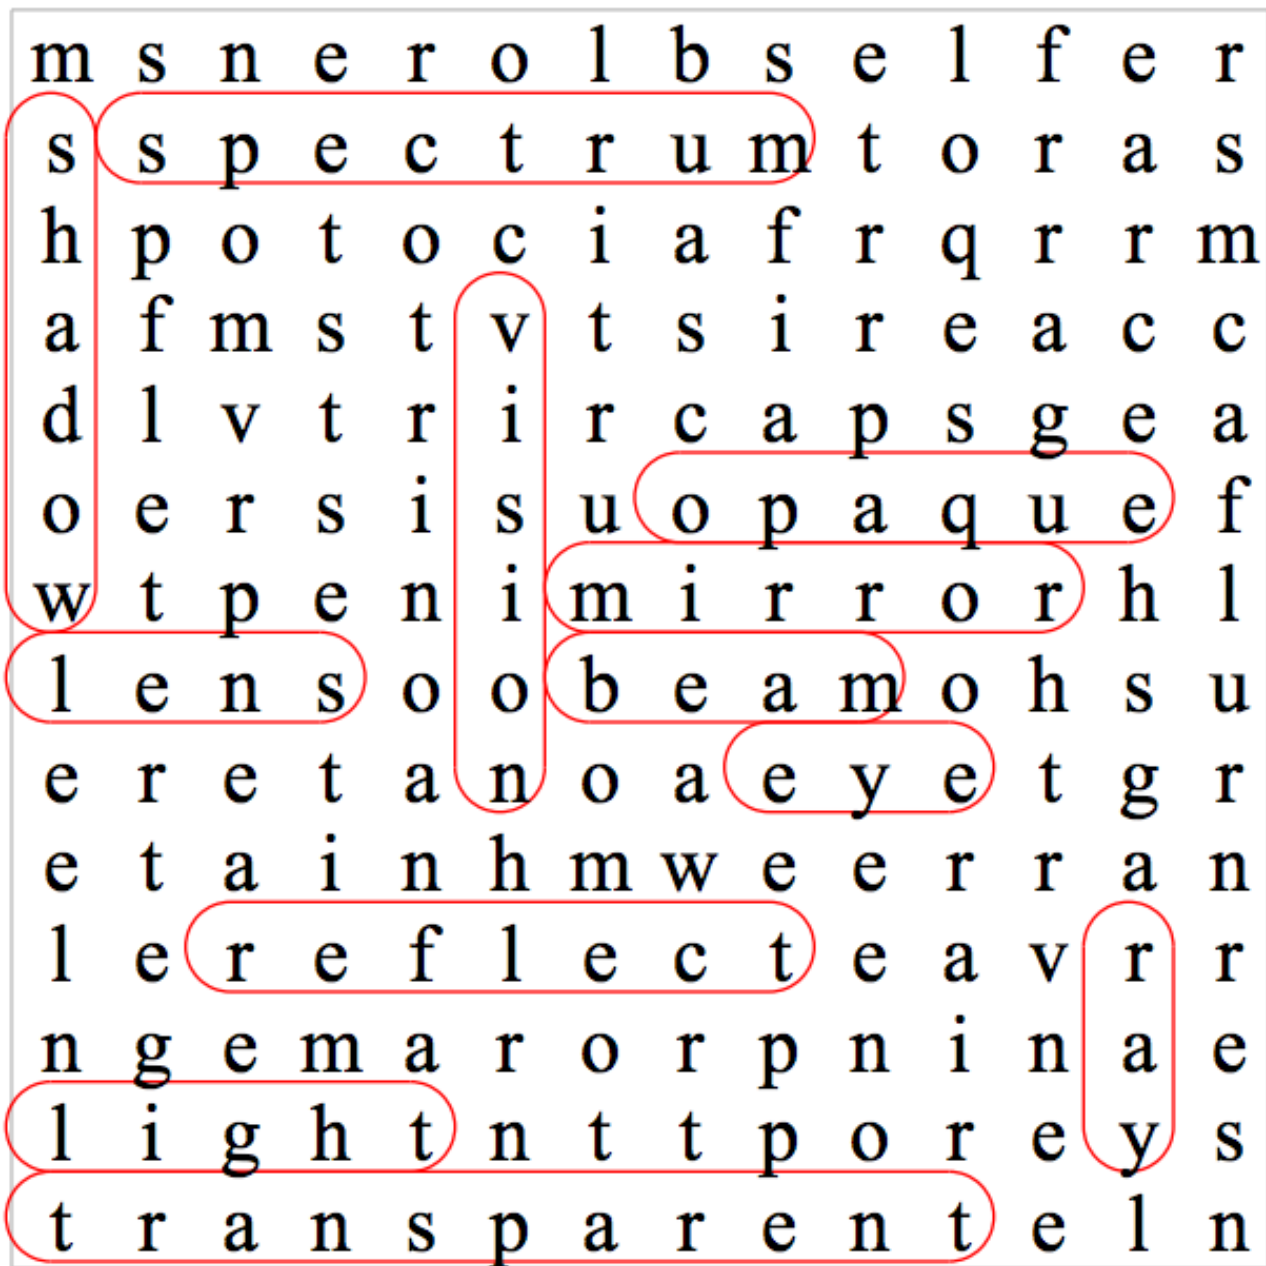 m s n e r o l b s e l f e r
s s p e c t r u m t o r a s
h p o t o c i a f r q r r m
a f m s t v t s i r e a c c
d l v t r i r c a p s g e a
o e r s i s u o p a q u e f
w t p e n i m i r r o r h l
l e n s o o b e a m o h s u
e r e t a n o a e y e t g r
e t a i n h m w e e r r a n
l e r e f l e c t e a v r r
n g e m a r o r p n i n a e
l i g h t n t t p o r e y s
t r a n s p a r e n t e l n